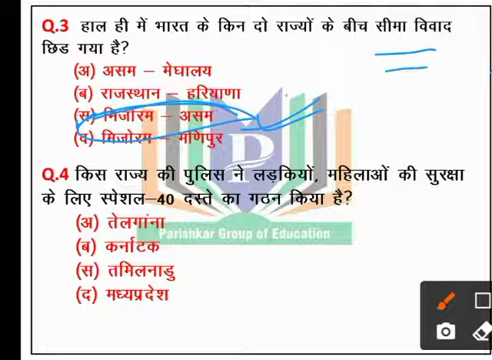 Q.3 हाल ही में भारत के किन दो राज्यों के बीच सीमा विवाद
छिड गया है?
(अ) असम – मेघालय
(ब) राजस्थान – हरियाणा
(स) मिजोरम – असम
(द) मिजोरम – मणिपुर
Q.4 किस राज्य की पुलिस ने लड़कियों, महिलाओं की सुरक्षा
के लिए स्पेशल–40 दस्ते का गठन किया है?
(अ) तेलगांना
(ब) कर्नाटक
(स) तमिलनाडु
(द) मध्यप्रदेश
P
Parishkar Group of Education